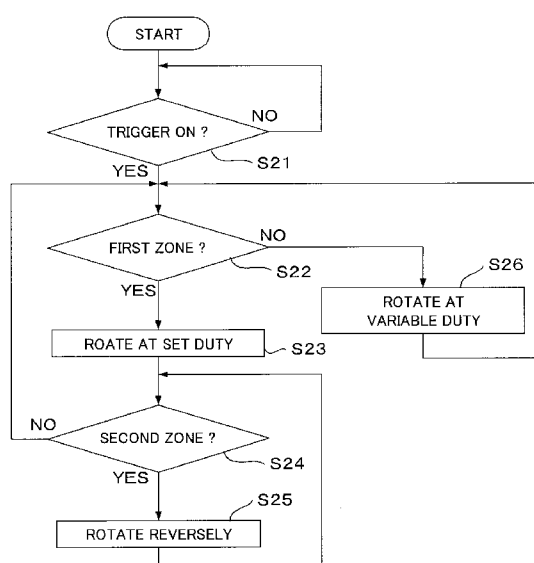 START
NO
TRIGGER ON ?
S21
YES
NO
FIRST ZONE ?
S22
S26
YES
ROTATE AT
VARIABLE DUTY
ROATE AT SET DUTY
S23
NO
SECOND ZONE ?
S24
YES
S25
ROTATE REVERSELY